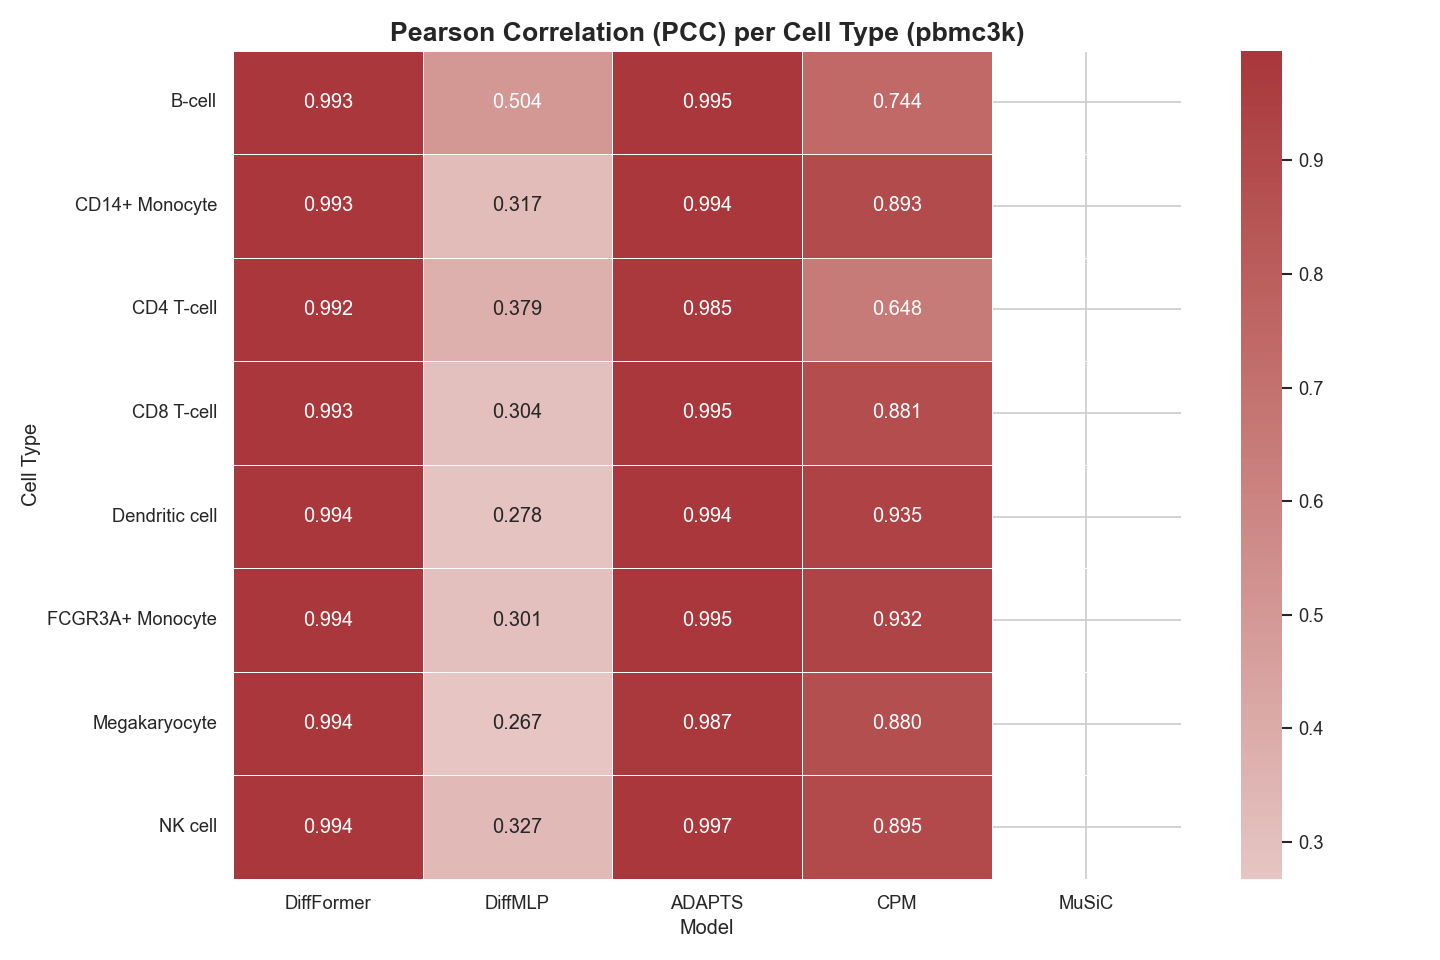 Pearson Correlation (PCC) per Cell Type (pbmc3k)
B-cell 0.993 0.504 0.995 0.744
CD14+ Monocyte 0.993 0.317 0.994 0.893
CD4 T-cell 0.992 0.379 0.985 0.648
CD8 T-cell 0.993 0.304 0.995 0.881
Dendritic cell 0.994 0.278 0.994 0.935
FCGR3A+ Monocyte 0.994 0.301 0.995 0.932
Megakaryocyte 0.994 0.267 0.987 0.880
NK cell 0.994 0.327 0.997 0.895
DiffFormer DiffMLP ADAPTS CPM MuSiC
Model
Cell Type
0.9
0.8
0.7
0.6
0.5
0.4
0.3